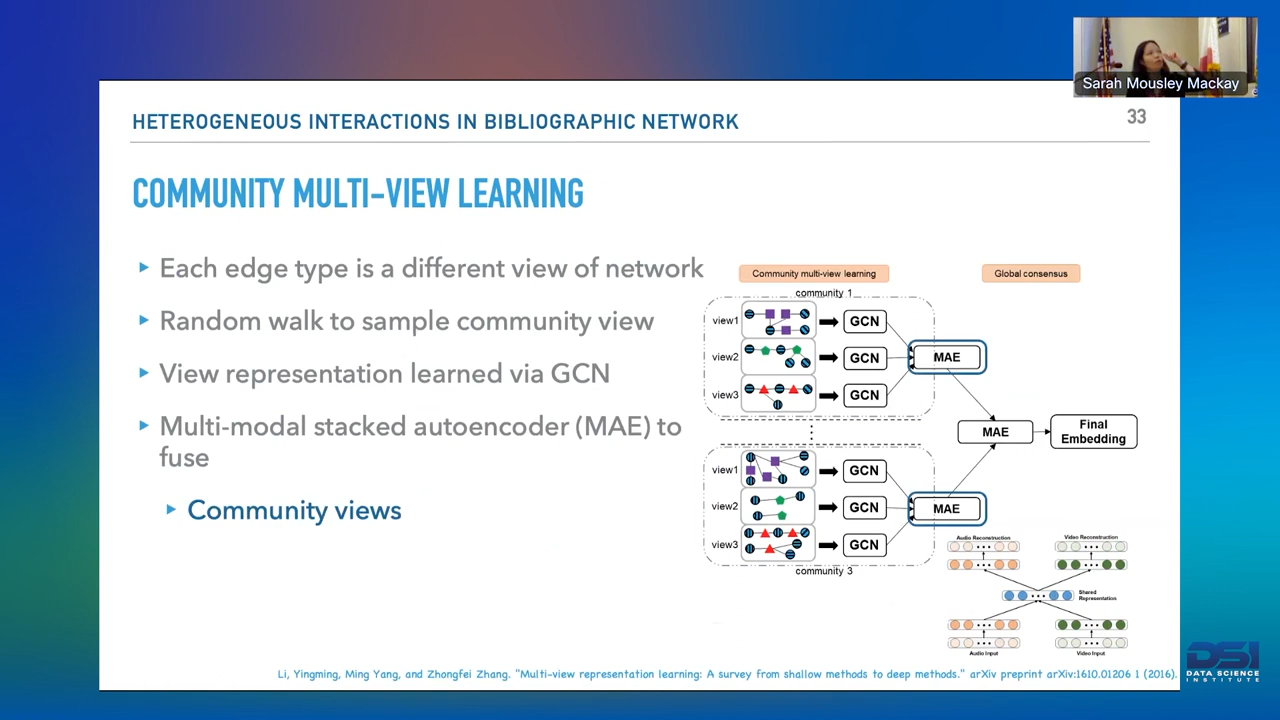 Sarah Mousley Mackay
HETEROGENEOUS INTERACTIONS IN BIBLIOGRAPHIC NETWORK
33
COMMUNITY MULTI-VIEW LEARNING
Each edge type is a different view of network
Random walk to sample community view
View representation learned via GCN
Multi-modal stacked autoencoder (MAE) to
fuse
Community views
Community multi-view learning
Global consensus
community 1
view1
GCN
view2
GCN
MAE
view3
GCN
MAE
Final
Embedding
view1
GCN
view2
GCN
MAE
view3
GCN
community 3
Audio Reconstruction
Video Reconstruction
Shared
Representation
Audio Input
Video Input
Li, Yingming, Ming Yang, and Zhongfei Zhang. "Multi-view representation learning: A survey from shallow methods to deep methods." arXiv preprint arXiv:1610.01206 1 (2016).
DSI
DATA SCIENCE
INSTITUTE